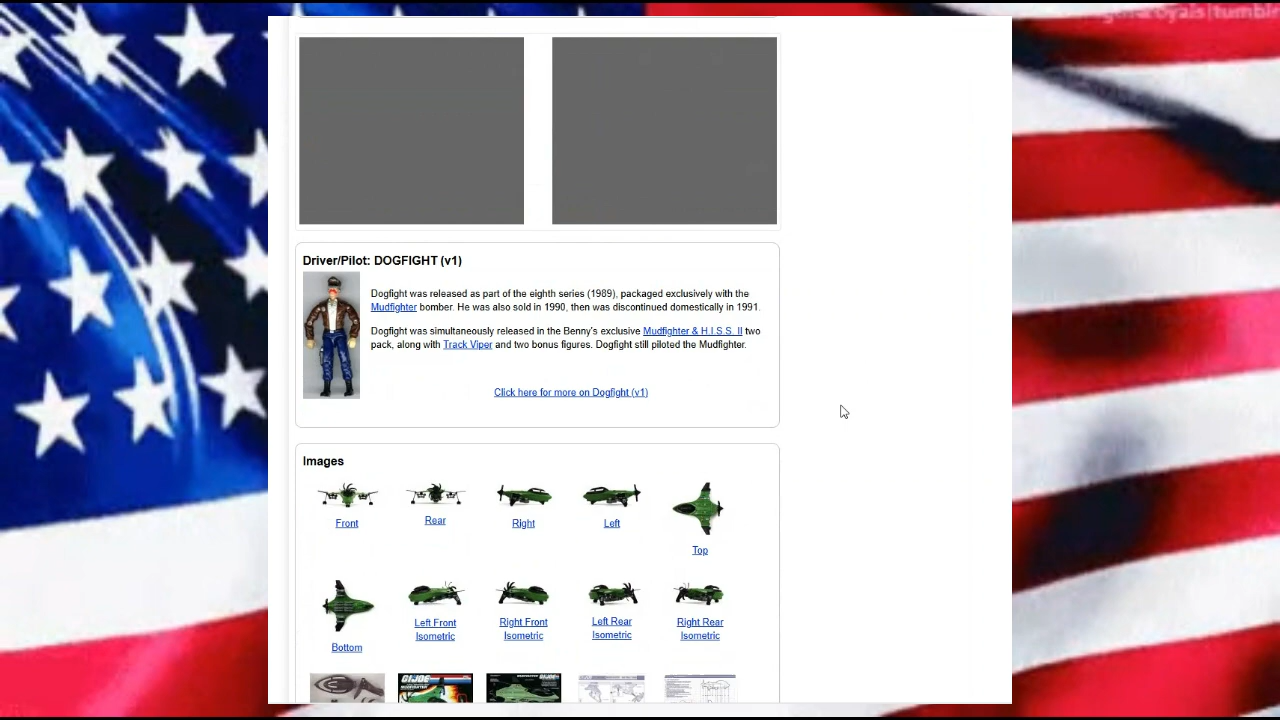 Driver/Pilot: DOGFIGHT (v1)
Dogfight was released as part of the eighth series (1989), packaged exclusively with the
Mudfighter bomber. He was also sold in 1990, then was discontinued domestically in 1991.
Dogfight was simultaneously released in the Benny's exclusive Mudfighter & H.I.S.S. II two
pack, along with Track Viper and two bonus figures. Dogfight still piloted the Mudfighter.
Click here for more on Dogfight (v1)
Images
Front
Rear
Right
Left
Top
Bottom
Left Front
Isometric
Right Front
Isometric
Left Rear
Isometric
Right Rear
Isometric
GI JOE
GI JOE